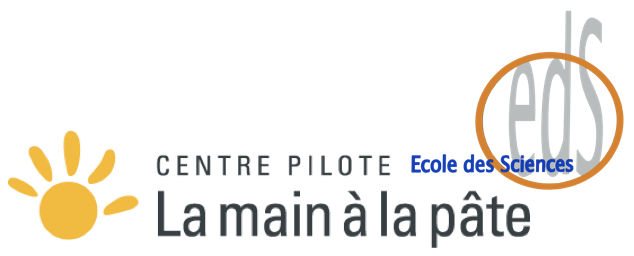 edS
CENTRE PILOTE Ecole des Sciences
La main à la pâte